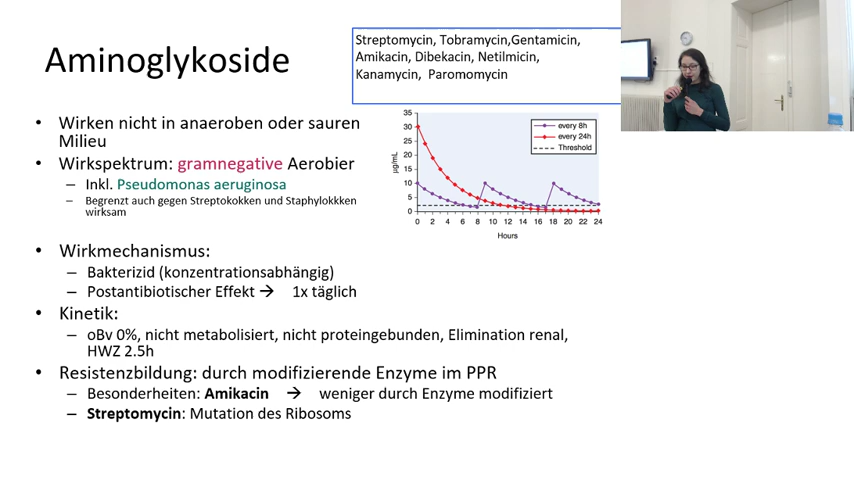 Aminoglykoside
Streptomycin, Tobramycin,Gentamicin,
Amikacin, Dibekacin, Netilmicin,
Kanamycin, Paromomycin
• Wirken nicht in anaeroben oder sauren
Milieu
• Wirkspektrum: gramnegative Aerobier
– Inkl. Pseudomonas aeruginosa
– Begrenzt auch gegen Streptokokken und Staphylokkken
wirksam
35
30
25
20
15
10
5
0
µg/mL
every 8h
every 24h
Threshold
0 2 4 6 8 10 12 14 16 18 20 22 24
Hours
• Wirkmechanismus:
– Bakterizid (konzentrationsabhängig)
– Postantibiotischer Effekt → 1x täglich
• Kinetik:
– oBv 0%, nicht metabolisiert, nicht proteingebunden, Elimination renal,
HWZ 2.5h
• Resistenzbildung: durch modifizierende Enzyme im PPR
– Besonderheiten: Amikacin → weniger durch Enzyme modifiziert
– Streptomycin: Mutation des Ribosoms